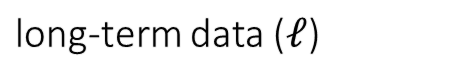 long-term data (ℓ)